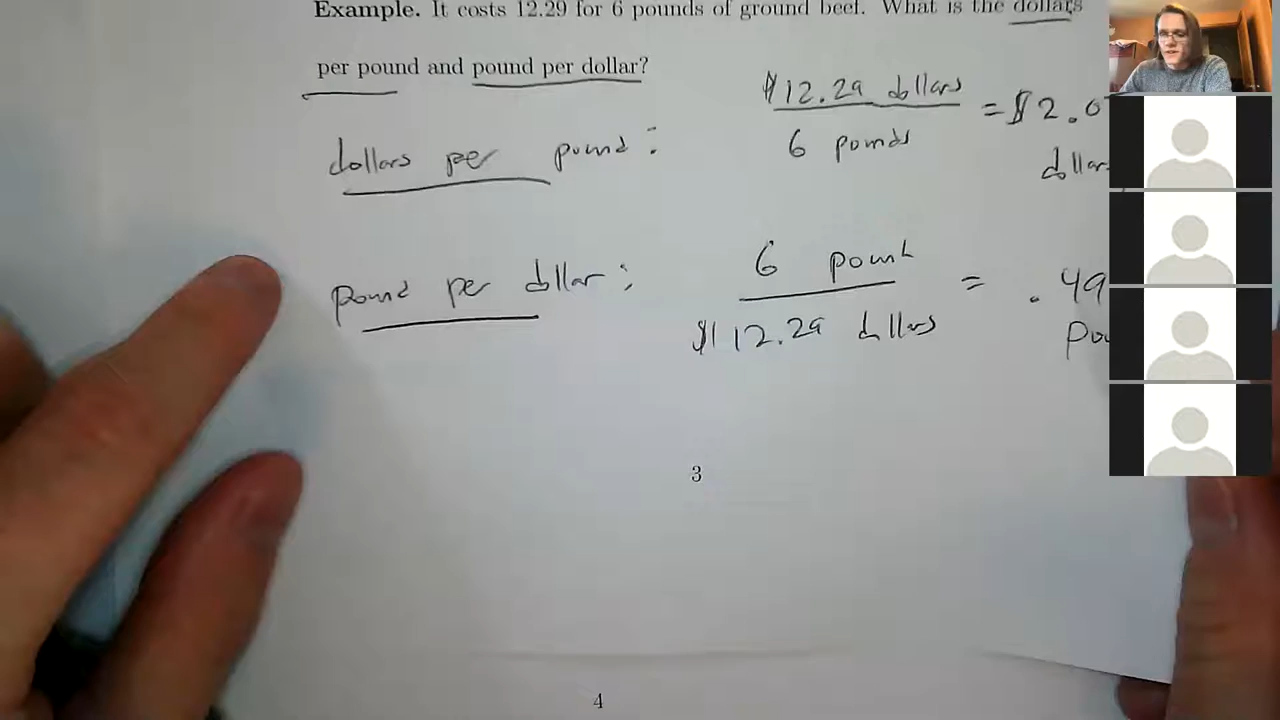 Example. It costs 12.29 for 6 pounds of ground beef. What is the dollars
per pound and pound per dollar?
dollars per pound :
$12.29 dollars
6 pounds
= $2.0
dollar
pound per dollar :
6 pound
$12.29 dollars
= .49
pou
3
4